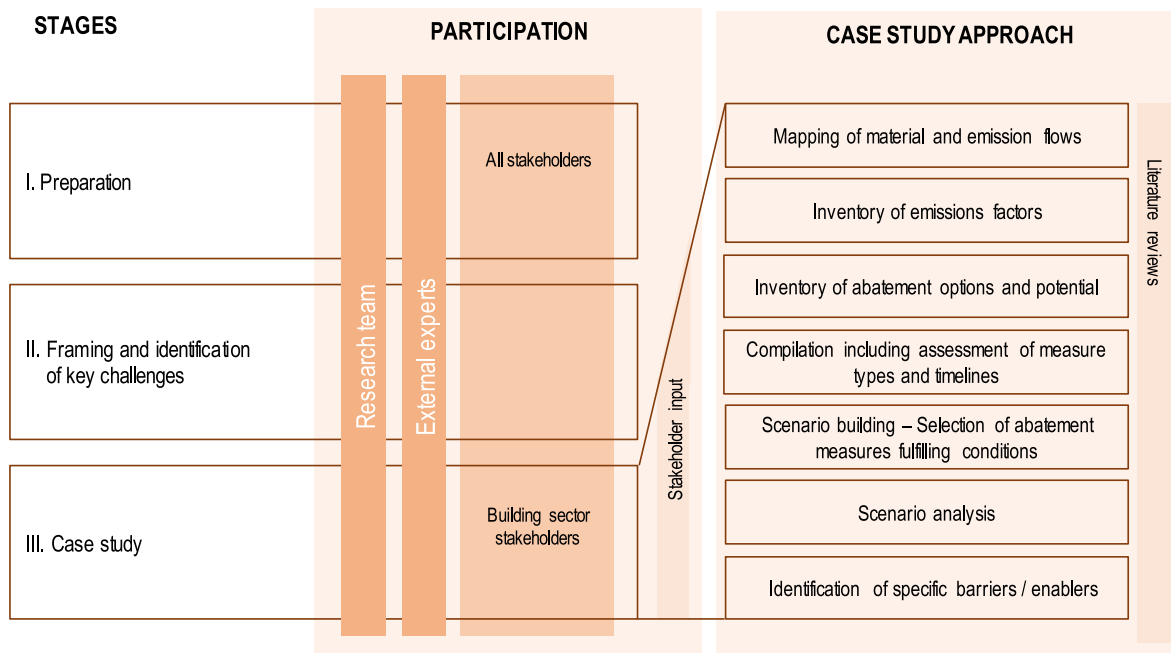 STAGES
PARTICIPATION
CASE STUDY APPROACH
I. Preparation
II. Framing and identification
of key challenges
III. Case study
Research team
External experts
All stakeholders
Building sector
stakeholders
Stakeholder input
Mapping of material and emission flows
Inventory of emissions factors
Inventory of abatement options and potential
Compilation including assessment of measure
types and timelines
Scenario building – Selection of abatement
measures fulfilling conditions
Scenario analysis
Identification of specific barriers / enablers
Literature reviews